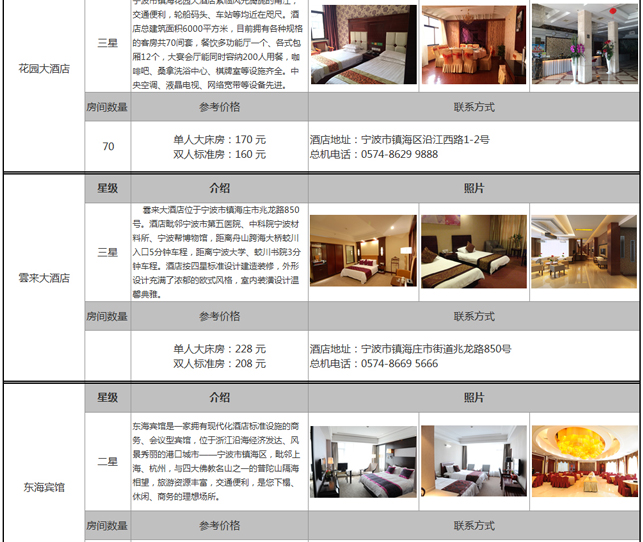 宁波市镇海花园大酒店紧临风光旖旎的甬江，
交通便利，轮船码头、车站等均近在咫尺。酒
店总建筑面积6000平方米，目前拥有各种规格
的客房共70间套，餐饮多功能厅一个、各式包
厢12个，大宴会厅能同时容纳200人用餐，咖
啡吧、桑拿洗浴中心、棋牌室等设施齐全。中
央空调、液晶电视、网络宽带等设备先进。
花园大酒店
三星
房间数量 参考价格 联系方式
70
单人大床房：170 元
双人标准房：160 元
酒店地址：宁波市镇海区沿江西路1-2号
总机电话：0574-8629 9888
星级 介绍 照片
雲来大酒店
三星
雲来大酒店位于宁波市镇海庄市兆龙路850
号。酒店毗邻宁波市第五医院、中科院宁波材
料所、宁波帮博物馆，距离舟山跨海大桥蛟川
入口5分钟车程，距离宁波大学、蛟川书院3分
钟车程。酒店按四星标准设计建造装修，外形
设计充满了浓郁的欧式风格，室内装潢设计温
馨典雅。
房间数量 参考价格 联系方式
单人大床房：228 元
双人标准房：208 元
酒店地址：宁波市镇海庄市街道兆龙路850号
总机电话：0574-8669 5666
星级 介绍 照片
东海宾馆
二星
东海宾馆是一家拥有现代化酒店标准设施的商
务、会议型宾馆，位于浙江沿海经济发达、风
景秀丽的港口城市——宁波市镇海区，毗邻上
海、杭州，与四大佛教名山之一的普陀山隔海
相望，旅游资源丰富，交通便利，是您下榻、
休闲、商务的理想场所。
房间数量 参考价格 联系方式